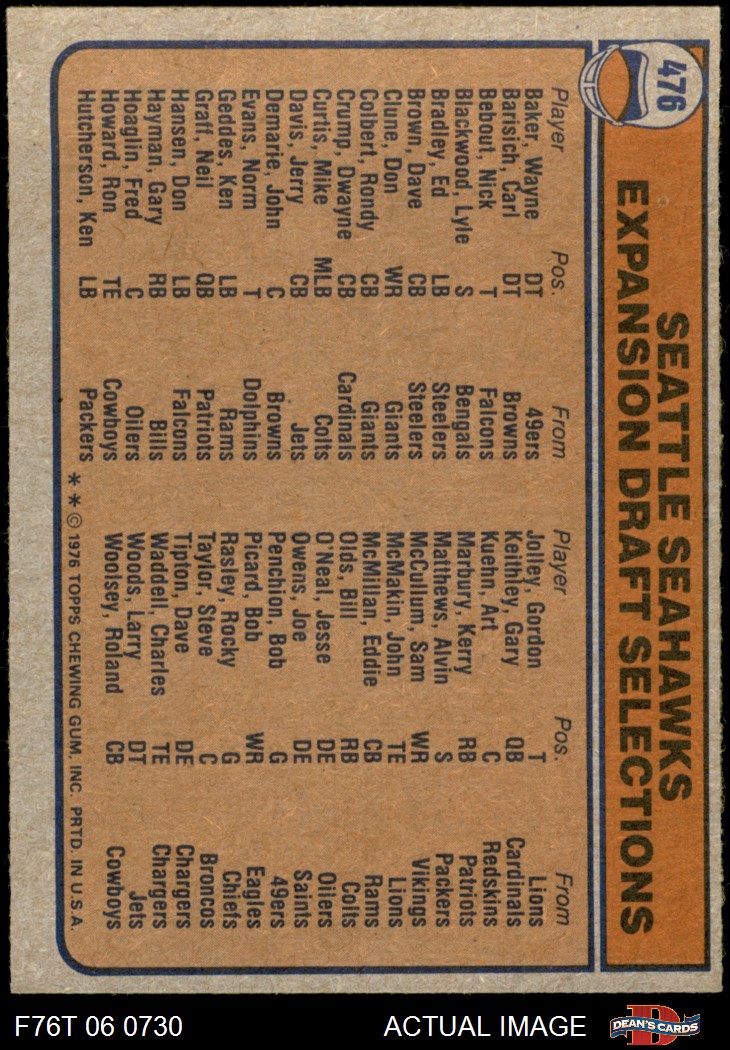 476
SEATTLE SEAHAWKS
EXPANSION DRAFT SELECTIONS
Player Pos. From
Baker, Wayne DT 49ers
Barisich, Carl DT Browns
Bebout, Nick T Falcons
Blackwood, Lyle S Bengals
Bradley, Ed LB Steelers
Brown, Dave CB Steelers
Clune, Don WR Giants
Colbert, Rondy CB Giants
Crump, Dwayne CB Cardinals
Curtis, Mike MLB Colts
Davis, Jerry CB Jets
Demarie, John C Browns
Evans, Norm T Dolphins
Geddes, Ken LB Rams
Graff, Neil QB Patriots
Hansen, Don LB Falcons
Hayman, Gary RB Bills
Hoaglin, Fred C Oilers
Howard, Ron TE Cowboys
Hutcherson, Ken LB Packers
Player Pos. From
Jolley, Gordon T Lions
Keithley, Gary QB Cardinals
Kuehn, Art C Redskins
Marbury, Kerry RB Patriots
Matthews, Alvin S Packers
McCullum, Sam WR Vikings
McMakin, John TE Lions
McMillan, Eddie CB Rams
Olds, Bill RB Colts
O'Neal, Jesse DE Oilers
Owens, Joe DE Saints
Penchion, Bob G 49ers
Picard, Bob WR Eagles
Rasley, Rocky G Chiefs
Taylor, Steve C Broncos
Tipton, Dave DE Chargers
Waddell, Charles TE Chargers
Woods, Larry DT Jets
Woolsey, Roland CB Cowboys
* * © 1976 TOPPS CHEWING GUM, INC. PRTD. IN U.S.A.
F76T 06 0730 ACTUAL IMAGE
D
DEAN'S CARDS